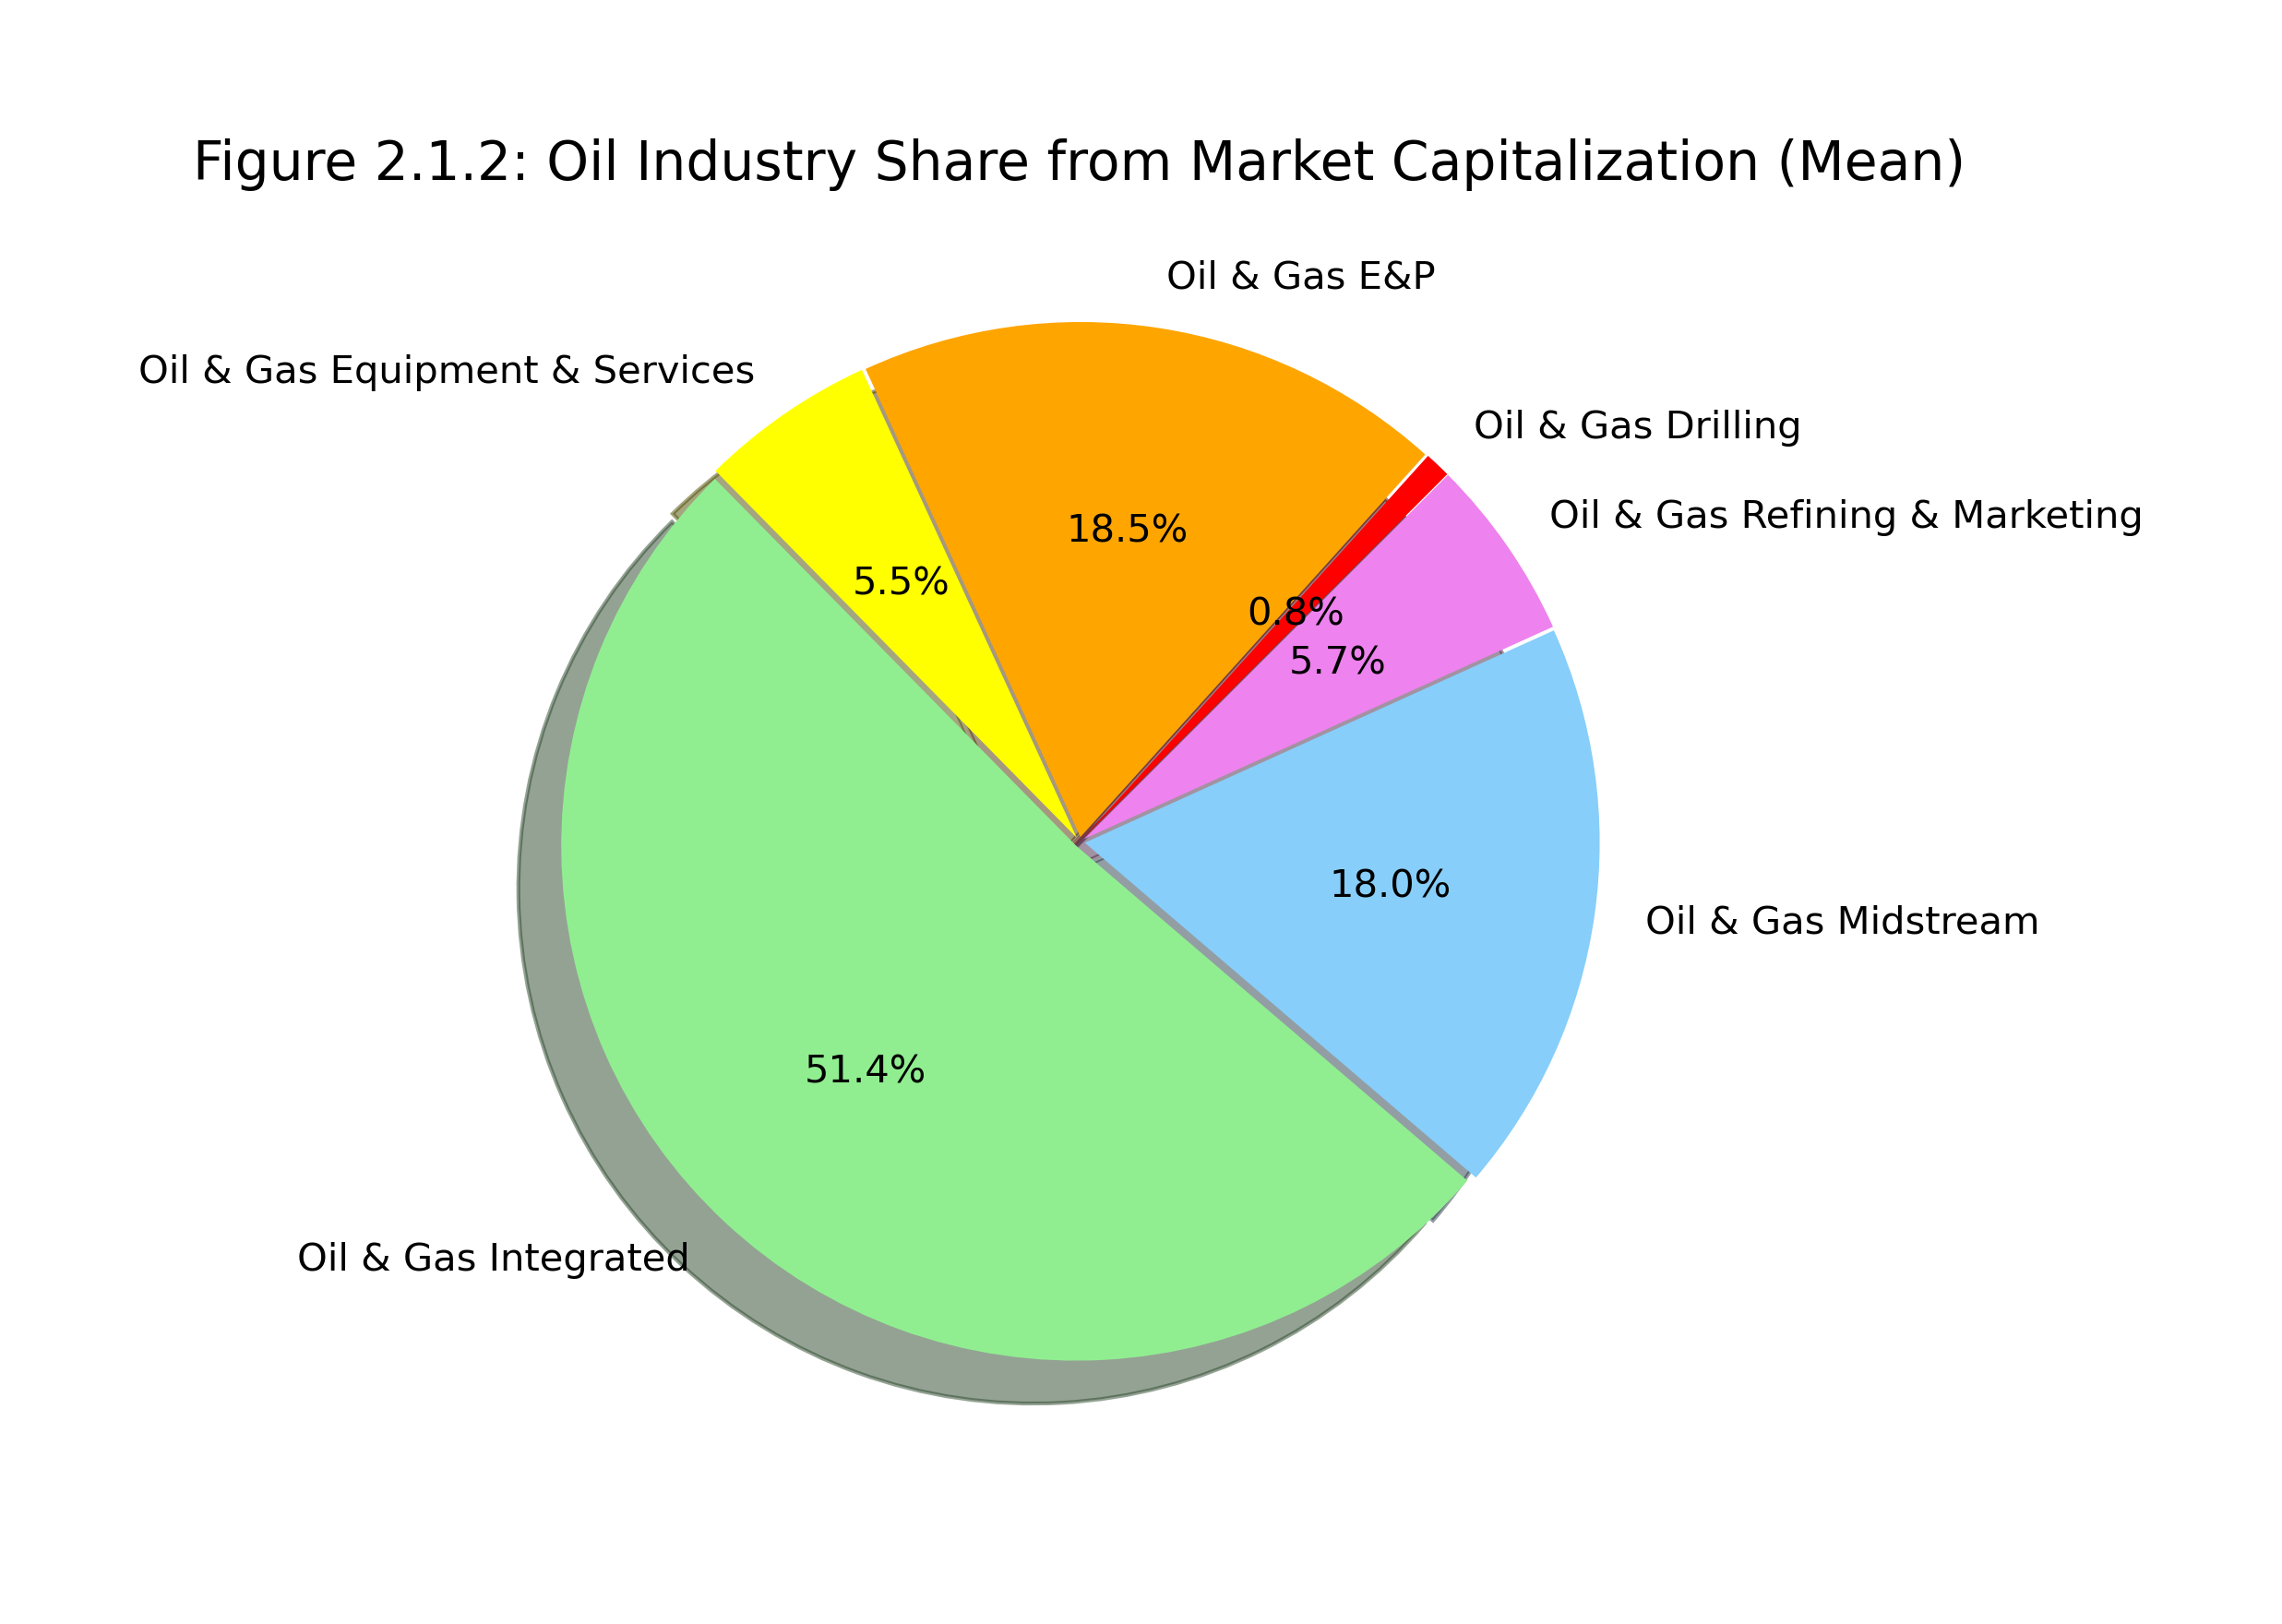 Figure 2.1.2: Oil Industry Share from Market Capitalization (Mean)
Oil & Gas E&P
Oil & Gas Equipment & Services
Oil & Gas Drilling
Oil & Gas Refining & Marketing
18.5%
5.5%
0.8%
5.7%
18.0%
Oil & Gas Midstream
51.4%
Oil & Gas Integrated